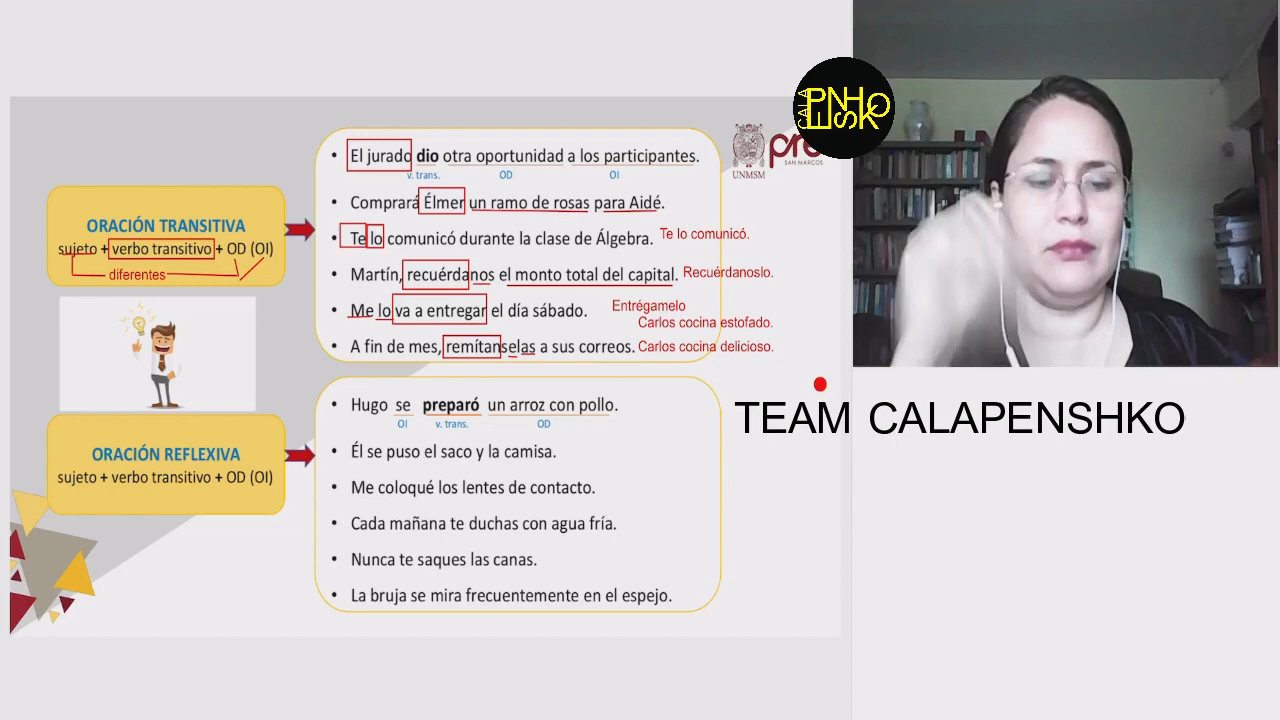 ORACIÓN TRANSITIVA
sujeto + verbo transitivo + OD (OI)
diferentes
• El jurado dio otra oportunidad a los participantes.
v. trans. OD OI
• Comprará Élmer un ramo de rosas para Aidé.
• Te lo comunicó durante la clase de Álgebra. Te lo comunicó.
• Martín, recuérdanos el monto total del capital. Recuérdanoslo.
• Me lo va a entregar el día sábado. Entrégamelo
Carlos cocina estofado.
• A fin de mes, remítanselas a sus correos. Carlos cocina delicioso.
ORACIÓN REFLEXIVA
sujeto + verbo transitivo + OD (OI)
• Hugo se preparó un arroz con pollo.
OI v. trans. OD
• Él se puso el saco y la camisa.
• Me coloqué los lentes de contacto.
• Cada mañana te duchas con agua fría.
• Nunca te saques las canas.
• La bruja se mira frecuentemente en el espejo.
UNMSM
SAN MARCOS
CALA
PENSHKO
TEAM CALAPENSHKO